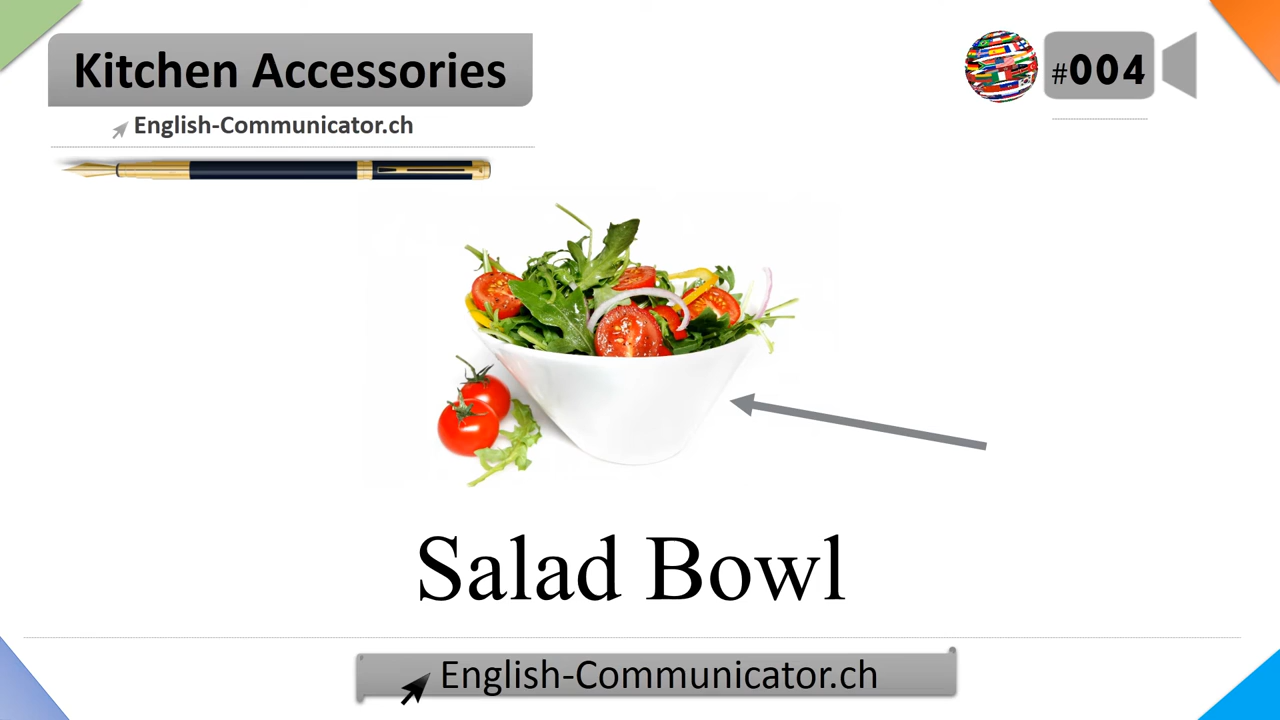 Kitchen Accessories
#004
English-Communicator.ch
Salad Bowl
English-Communicator.ch